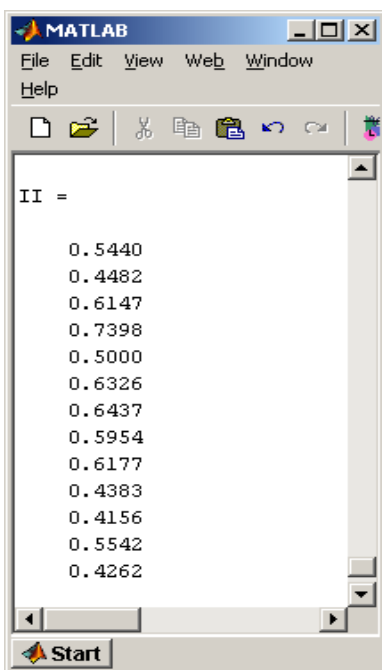 MATLAB
File Edit View Web Window
Help
II =
0.5440
0.4482
0.6147
0.7398
0.5000
0.6326
0.6437
0.5954
0.6177
0.4383
0.4156
0.5542
0.4262
Start